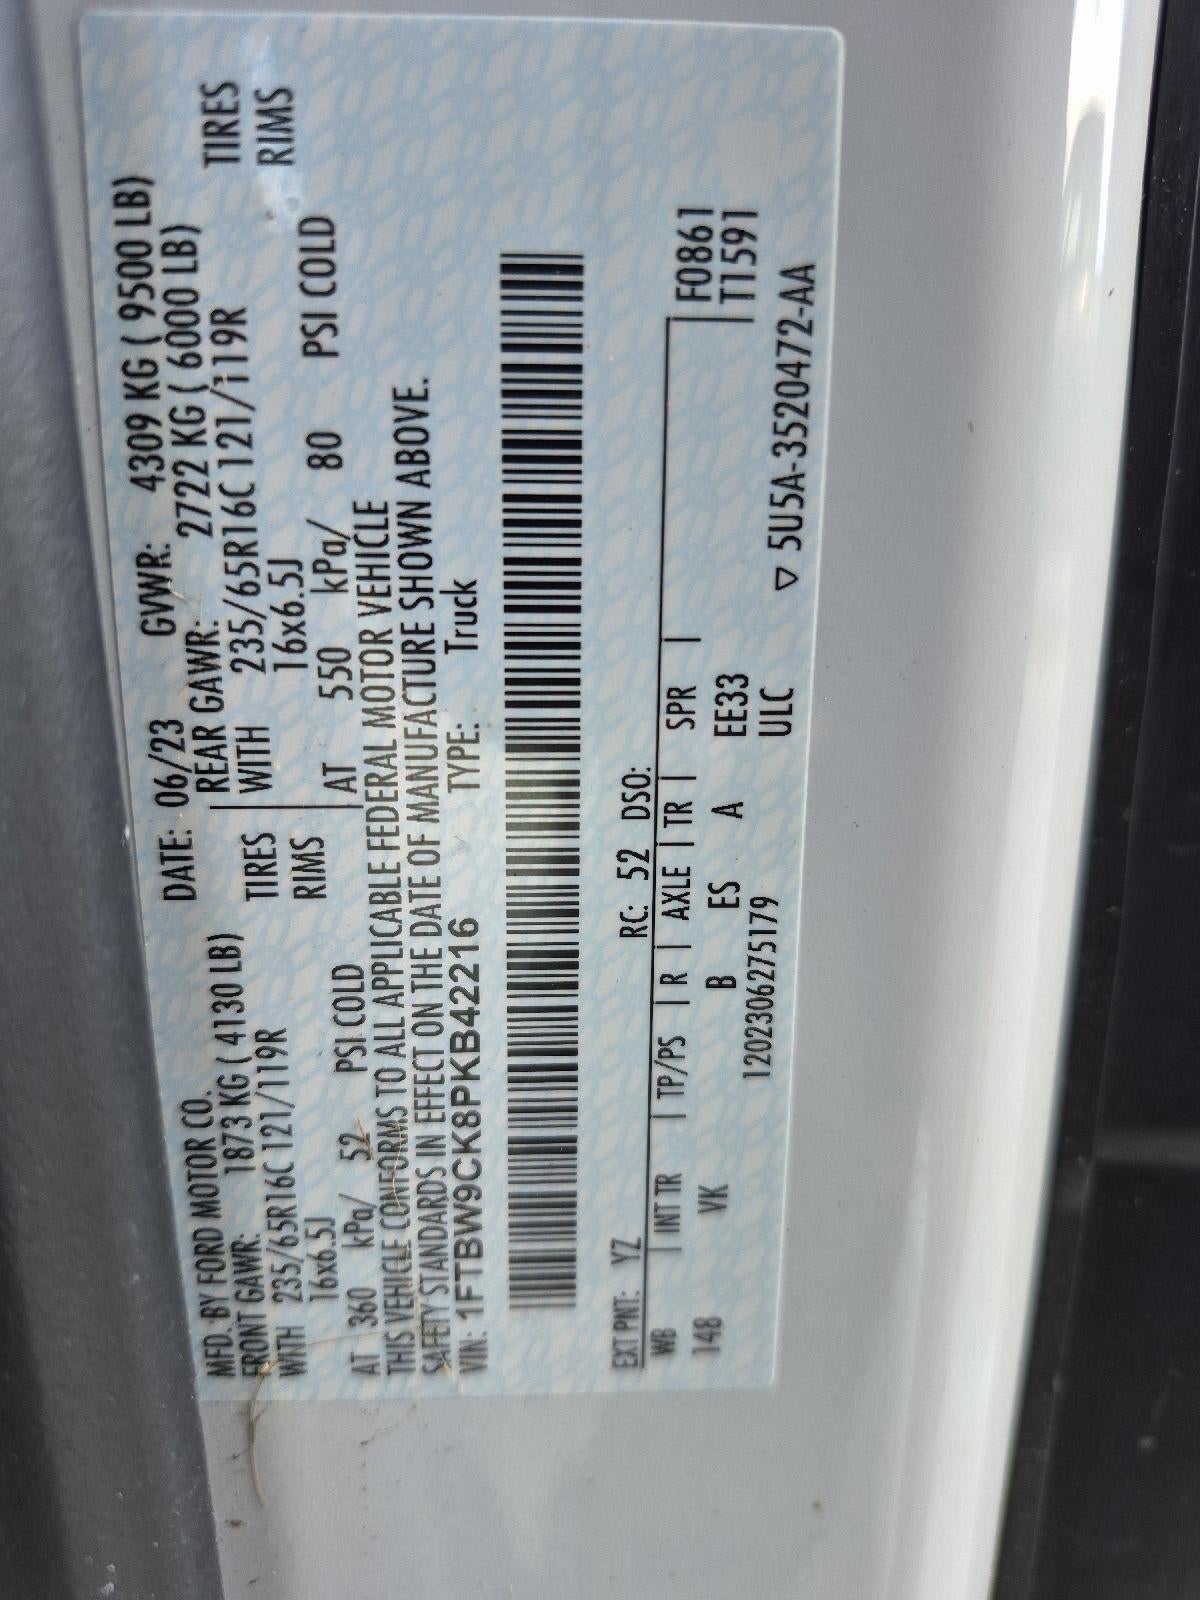 MFD. BY FORD MOTOR CO.
DATE: 06/23 GVWR: 4309 KG ( 9500 LB)
FRONT GAWR: 1873 KG ( 4130 LB)
REAR GAWR: 2722 KG ( 6000 LB)
WITH 235/65R16C 121/119R TIRES
WITH 235/65R16C 121/119R TIRES
16x6.5J RIMS
16x6.5J RIMS
AT 360 kPa/ 52 PSI COLD
AT 550 kPa/ 80 PSI COLD
THIS VEHICLE CONFORMS TO ALL APPLICABLE FEDERAL MOTOR VEHICLE
SAFETY STANDARDS IN EFFECT ON THE DATE OF MANUFACTURE SHOWN ABOVE.
VIN: 1FTBW9CK8PKB42216 TYPE: Truck
EXT PNT: YZ RC: 52 DSO:
WB | INT TR | TP/PS | R | AXLE | TR | SPR | F0861
148 VK B ES A EE33 T1591
1202306275179 ULC
▽ 5U5A-3520472-AA